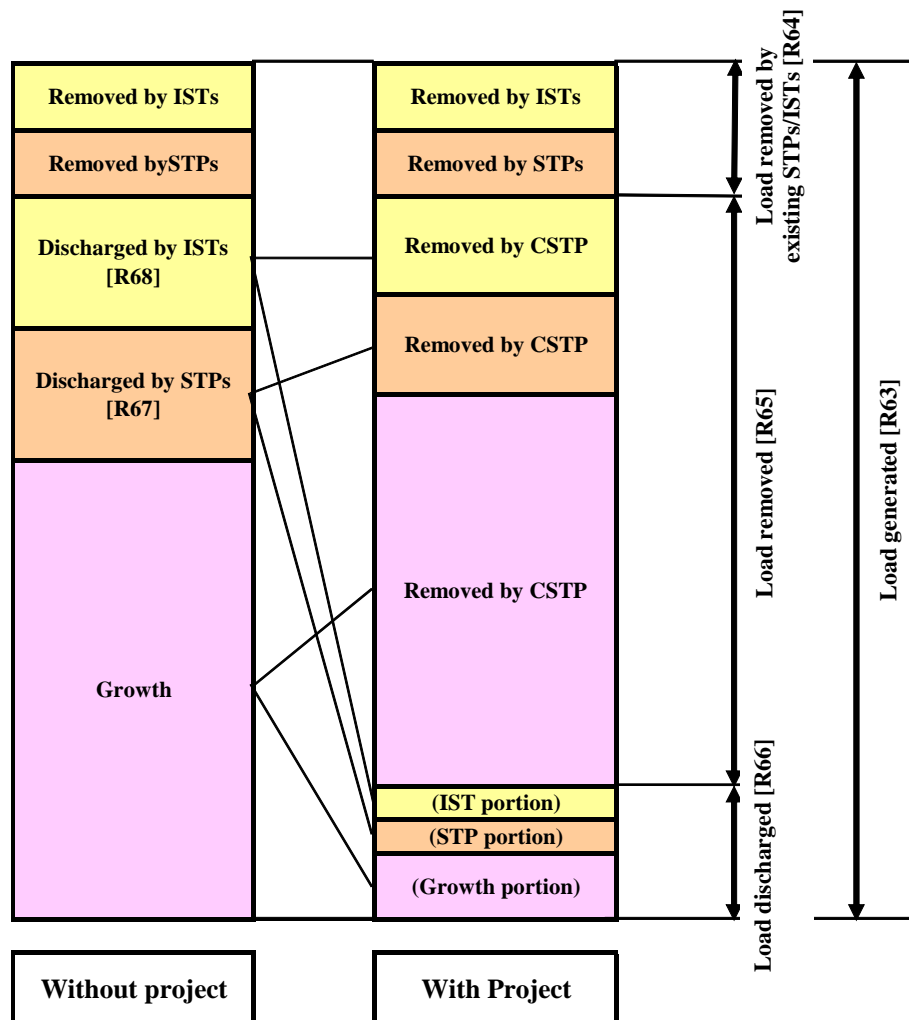 Removed by ISTs
Removed bySTPs
Discharged by ISTs
[R68]
Discharged by STPs
[R67]
Growth
Without project
Removed by ISTs
Removed by STPs
Removed by CSTP
Removed by CSTP
Removed by CSTP
(IST portion)
(STP portion)
(Growth portion)
With Project
Load removed by
existing STPs/ISTs [R64]
Load removed [R65]
Load discharged [R66]
Load generated [R63]